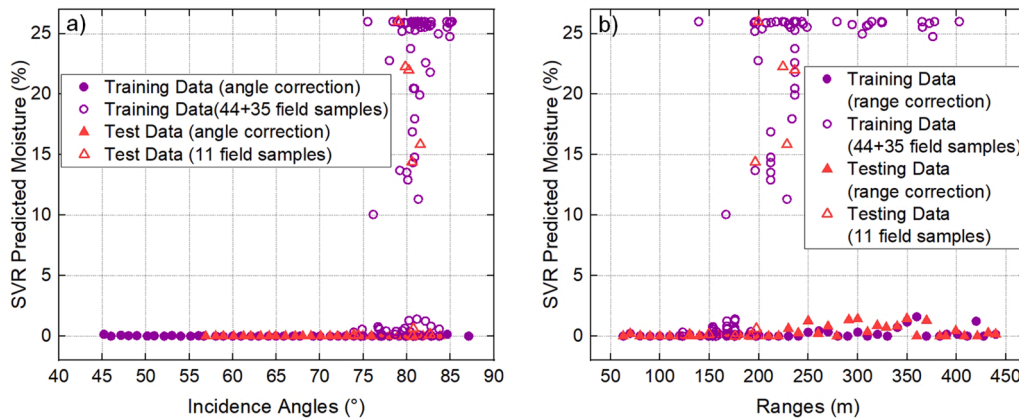 a)
25
20
15
10
5
0
SVR Predicted Moisture (%)
Training Data (angle correction)
Training Data(44+35 field samples)
Test Data (angle correction)
Test Data (11 field samples)
40 45 50 55 60 65 70 75 80 85 90
Incidence Angles (°)
b)
25
20
15
10
5
0
SVR Predicted Moisture (%)
Training Data
(range correction)
Training Data
(44+35 field samples)
Testing Data
(range correction)
Testing Data
(11 field samples)
50 100 150 200 250 300 350 400 450
Ranges (m)